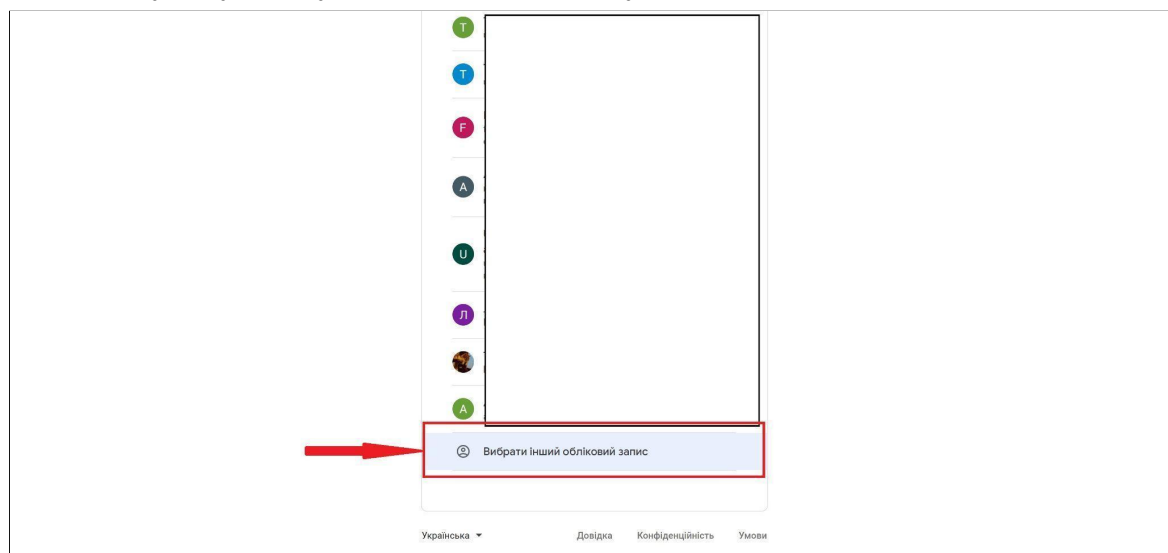 T
T
F
A
U
Л
A
Вибрати інший обліковий запис
Українська
Довідка Конфіденційність Умови